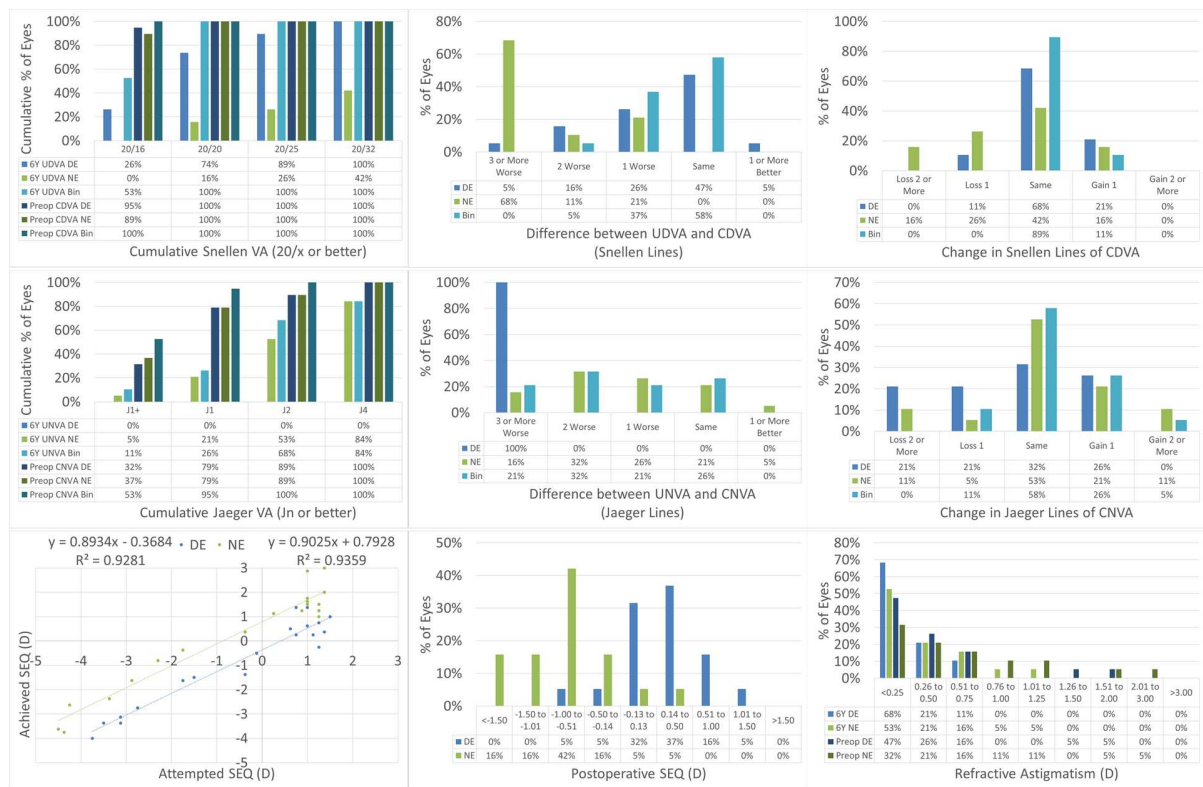 Cumulative % of Eyes
100%
80%
60%
40%
20%
0%
20/16 20/20 20/25 20/32
6Y UDVA DE 26% 74% 89% 100%
6Y UDVA NE 0% 16% 26% 42%
6Y UDVA Bin 53% 100% 100% 100%
Preop CDVA DE 95% 100% 100% 100%
Preop CDVA NE 89% 100% 100% 100%
Preop CDVA Bin 100% 100% 100% 100%
Cumulative Snellen VA (20/x or better)
% of Eyes
80%
60%
40%
20%
0%
3 or More Worse 2 Worse 1 Worse Same 1 or More Better
DE 5% 16% 26% 47% 5%
NE 68% 11% 21% 0% 0%
Bin 0% 5% 37% 58% 0%
Difference between UDVA and CDVA
(Snellen Lines)
% of Eyes
100%
80%
60%
40%
20%
0%
Loss 2 or More Loss 1 Same Gain 1 Gain 2 or More
DE 0% 11% 68% 21% 0%
NE 16% 26% 42% 16% 0%
Bin 0% 0% 89% 11% 0%
Change in Snellen Lines of CDVA
Cumulative % of Eyes
100%
80%
60%
40%
20%
0%
J1+ J1 J2 J4
6Y UNVA DE 0% 0% 0% 0%
6Y UNVA NE 5% 21% 53% 84%
6Y UNVA Bin 11% 26% 68% 84%
Preop CNVA DE 32% 79% 89% 100%
Preop CNVA NE 37% 79% 89% 100%
Preop CNVA Bin 53% 95% 100% 100%
Cumulative Jaeger VA (Jn or better)
% of Eyes
100%
80%
60%
40%
20%
0%
3 or More Worse 2 Worse 1 Worse Same 1 or More Better
DE 100% 0% 0% 0% 0%
NE 16% 32% 26% 21% 5%
Bin 21% 32% 21% 26% 0%
Difference between UNVA and CNVA
(Jaeger Lines)
% of Eyes
70%
60%
50%
40%
30%
20%
10%
0%
Loss 2 or More Loss 1 Same Gain 1 Gain 2 or More
DE 21% 21% 32% 26% 0%
NE 11% 5% 53% 21% 11%
Bin 0% 11% 58% 26% 5%
Change in Jaeger Lines of CNVA
y = 0.8934x - 0.3684 DE NE y = 0.9025x + 0.7928
R² = 0.9281 R² = 0.9359
Achieved SEQ (D)
3
2
1
0
-5 -4 -3 -2 -1 0 1 2 3
-1
-2
-3
-4
-5
Attempted SEQ (D)
% of Eyes
50%
40%
30%
20%
10%
0%
<-1.50 -1.50 to -1.01 -1.00 to -0.51 -0.50 to -0.14 -0.13 to 0.13 0.14 to 0.50 0.51 to 1.00 1.01 to 1.50 >1.50
DE 0% 0% 5% 5% 32% 37% 16% 5% 0%
NE 16% 16% 42% 16% 5% 5% 0% 0% 0%
Postoperative SEQ (D)
% of Eyes
80%
70%
60%
50%
40%
30%
20%
10%
0%
<0.25 0.26 to 0.50 0.51 to 0.75 0.76 to 1.00 1.01 to 1.25 1.26 to 1.50 1.51 to 2.00 2.01 to 3.00 >3.00
6Y DE 68% 21% 11% 0% 0% 0% 0% 0% 0%
6Y NE 53% 21% 16% 5% 5% 0% 0% 0% 0%
Preop DE 47% 26% 16% 0% 0% 5% 5% 0% 0%
Preop NE 32% 21% 16% 11% 11% 0% 5% 5% 0%
Refractive Astigmatism (D)